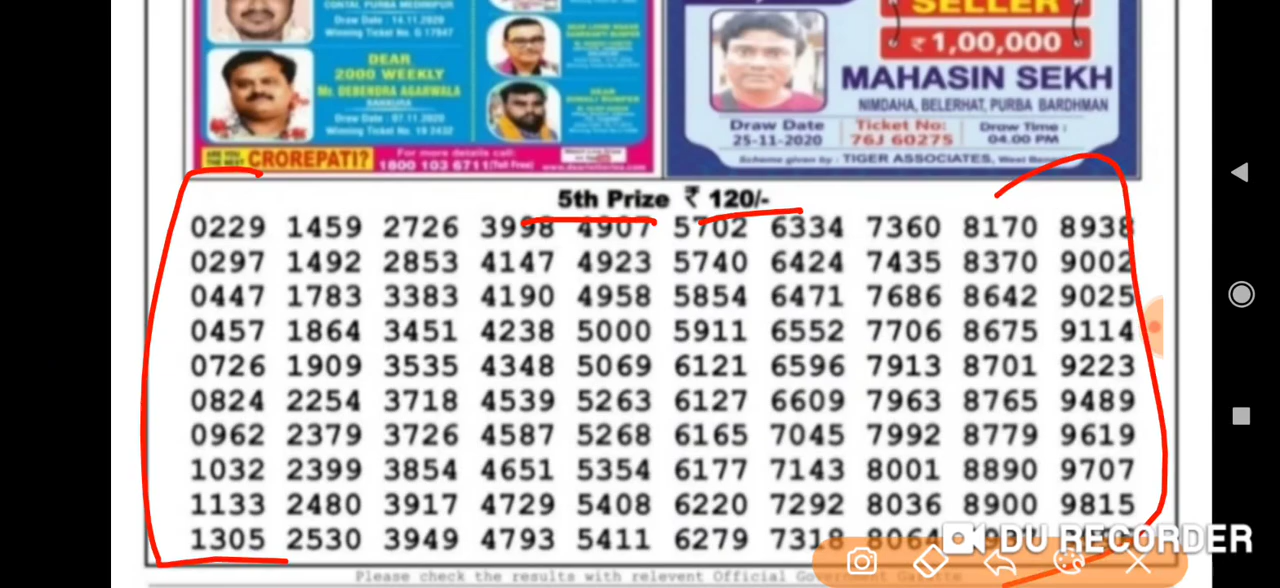 CONTAI, PURBA MEDINIPUR
Draw Date : 14.11.2020
Winning Ticket No. G 17847
DEAR
2000 WEEKLY
Mr. DEBENDRA AGARWALA
BANKURA
Draw Date : 07.11.2020
Winning Ticket No. 19 2432
CROREPATI?
For more details call:
1800 103 6711(Toll Free)
SELLER
₹ 1,00,000
MAHASIN SEKH
NIMDAHA, BELERHAT, PURBA BARDHMAN
Draw Date Ticket No: Draw Time :
25-11-2020 76J 60275 04.00 PM
Scheme given by : TIGER ASSOCIATES, West
5th Prize ₹ 120/-
0229 1459 2726 3998 4907 5702 6334 7360 8170 8938
0297 1492 2853 4147 4923 5740 6424 7435 8370 9002
0447 1783 3383 4190 4958 5854 6471 7686 8642 9025
0457 1864 3451 4238 5000 5911 6552 7706 8675 9114
0726 1909 3535 4348 5069 6121 6596 7913 8701 9223
0824 2254 3718 4539 5263 6127 6609 7963 8765 9489
0962 2379 3726 4587 5268 6165 7045 7992 8779 9619
1032 2399 3854 4651 5354 6177 7143 8001 8890 9707
1133 2480 3917 4729 5408 6220 7292 8036 8900 9815
1305 2530 3949 4793 5411 6279 7318 8064
DU RECORDER
Please check the results with relevent Official Government Gazette